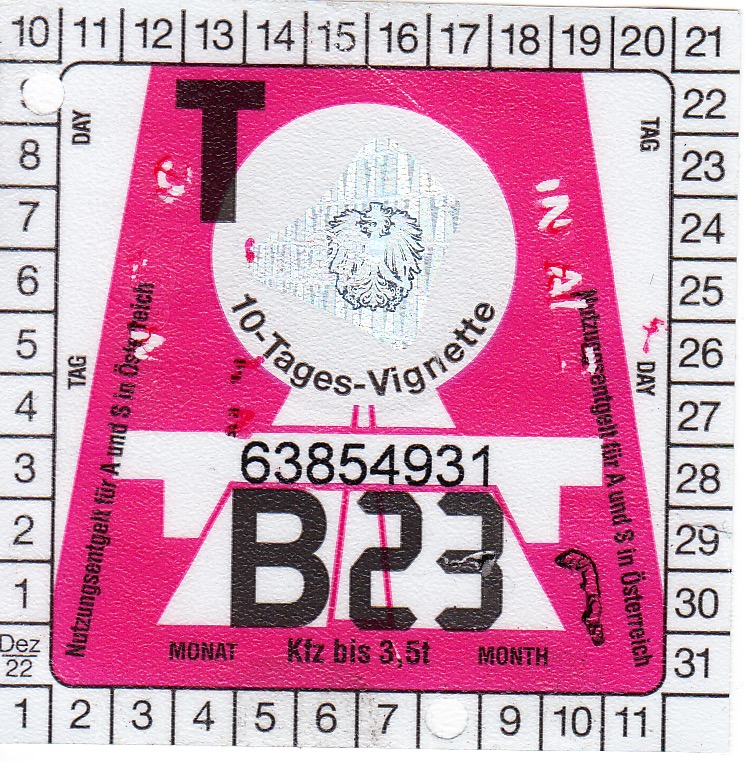 10 11 12 13 14 15 16 17 18 19 20 21
22
23
24
25
26
27
28
29
30
31
8
7
6
5
4
3
2
1
Dez
22
1 2 3 4 5 6 7 9 10 11
DAY
TAG
TAG
DAY
T
10-Tages-Vignette
Nutzungsentgelt für A und S in Österreich
Nutzungsentgelt für A und S in Österreich
63854931
B23
MONAT Kfz bis 3,5t MONTH